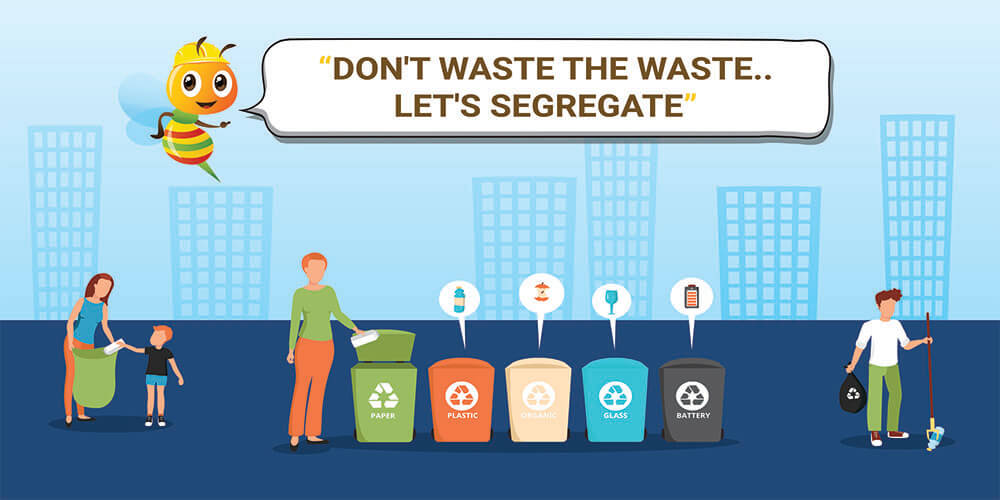 “DON'T WASTE THE WASTE..
LET'S SEGREGATE”
PAPER
PLASTIC
ORGANIC
GLASS
BATTERY